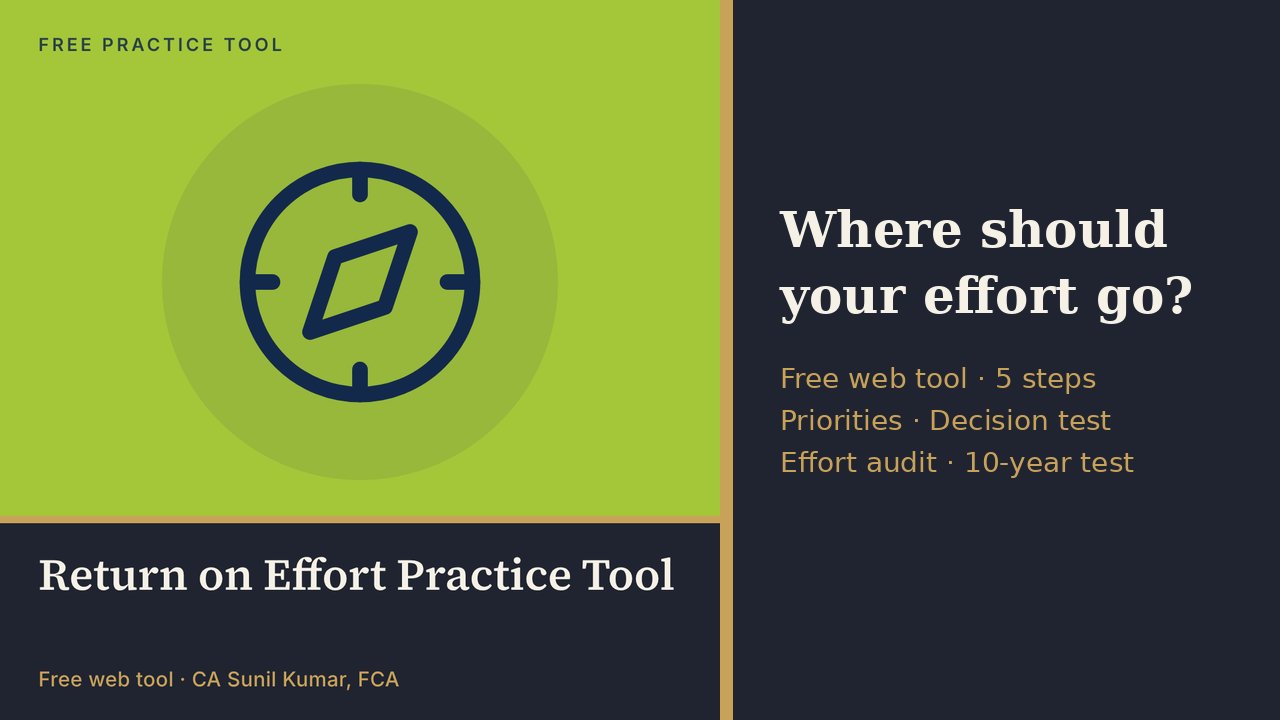 FREE PRACTICE TOOL
Return on Effort Practice Tool
Free web tool · CA Sunil Kumar, FCA
Where should
your effort go?
Free web tool · 5 steps
Priorities · Decision test
Effort audit · 10-year test